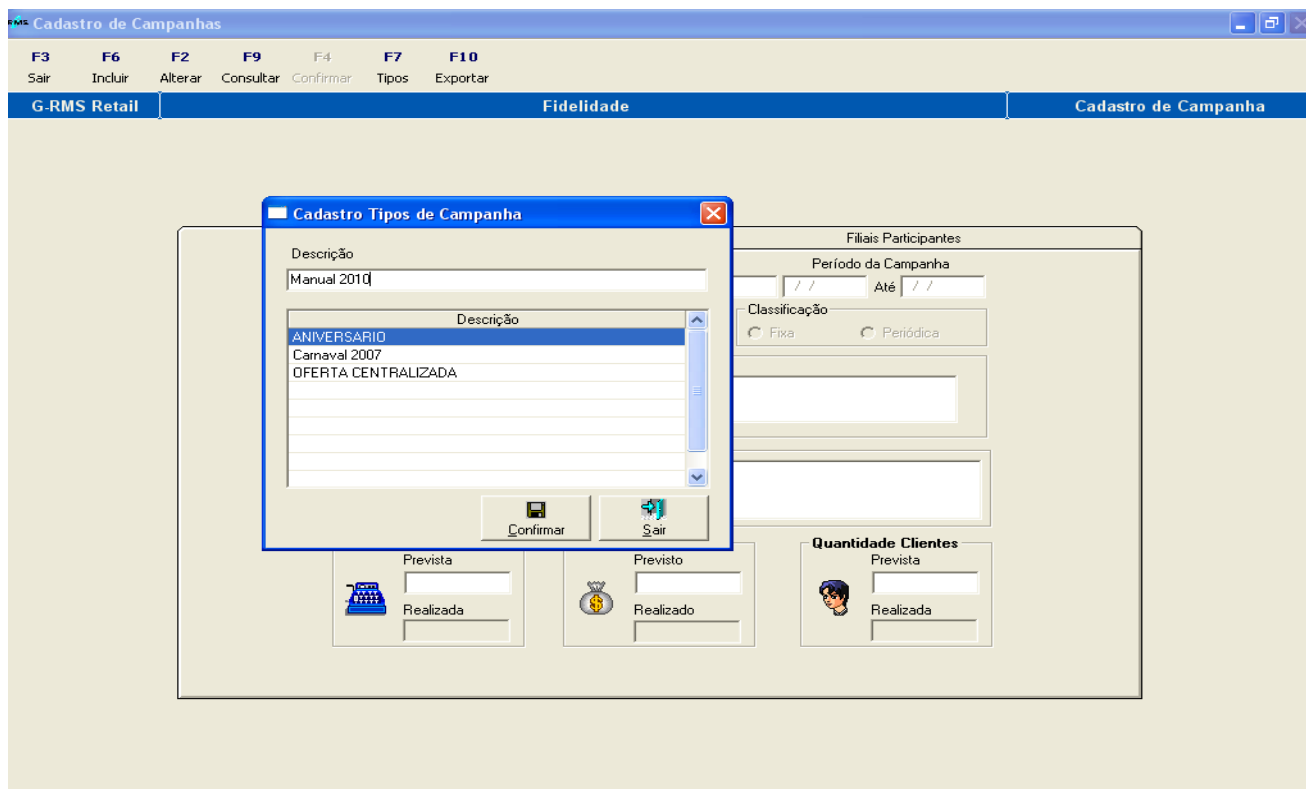 RMS Cadastro de Campanhas
F3 F6 F2 F9 F4 F7 F10
Sair Incluir Alterar Consultar Confirmar Tipos Exportar
G-RMS Retail Fidelidade Cadastro de Campanha
Cadastro Tipos de Campanha
Descrição
Manual 2010
Descrição
ANIVERSARIO
Carnaval 2007
OFERTA CENTRALIZADA
Confirmar Sair
Filiais Participantes
Período da Campanha
/ / Até / /
Classificação
Fixa Periódica
Quantidade Clientes
Prevista Previsto Prevista
Realizada Realizado Realizada